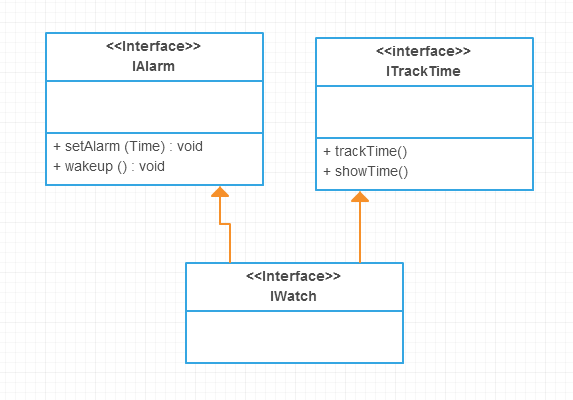 <<Interface>>
IAlarm
+ setAlarm (Time) : void
+ wakeup () : void
<<interface>>
ITrackTime
+ trackTime()
+ showTime()
<<Interface>>
IWatch